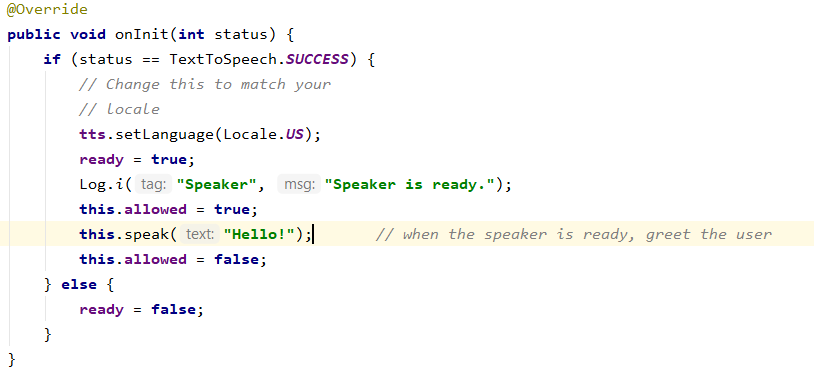 @Override
public void onInit(int status) {
if (status == TextToSpeech.SUCCESS) {
// Change this to match your
// locale
tts.setLanguage(Locale.US);
ready = true;
Log.i( tag: "Speaker", msg: "Speaker is ready.");
this.allowed = true;
this.speak( text: "Hello!"); // when the speaker is ready, greet the user
this.allowed = false;
} else {
ready = false;
}
}